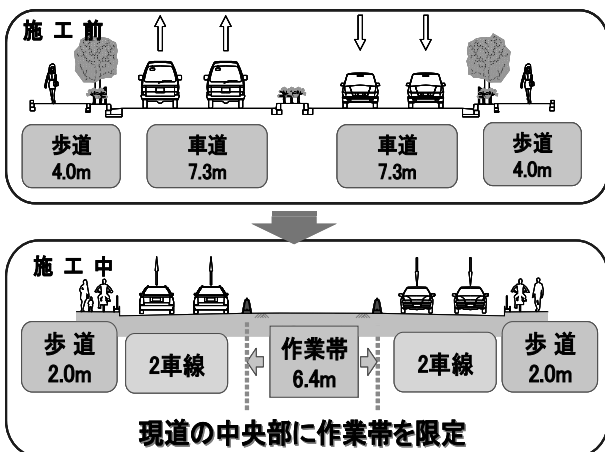 施工前
歩道
4.0m
車道
7.3m
車道
7.3m
歩道
4.0m
施工中
歩道
2.0m
2車線
作業帯
6.4m
2車線
歩道
2.0m
現道の中央部に作業帯を限定